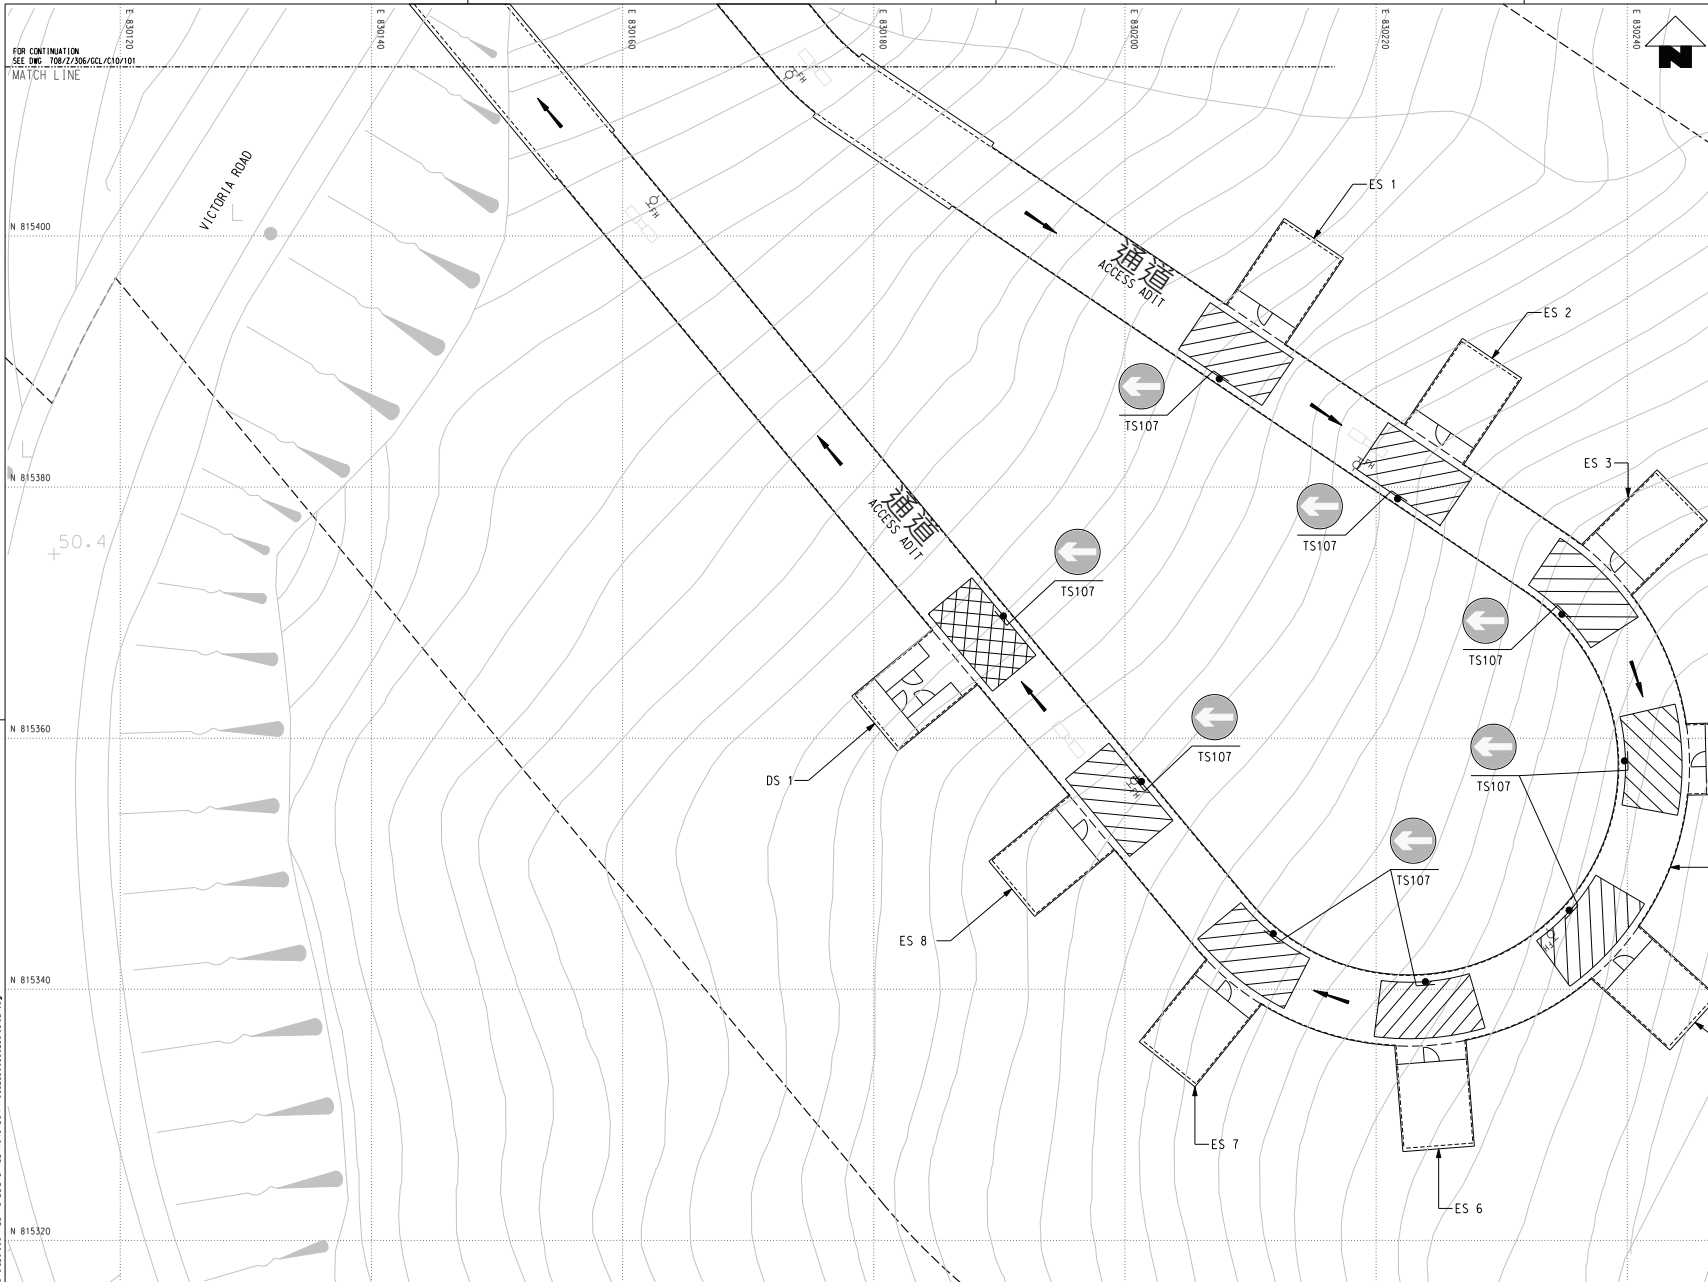 E 830120
E 830140
E 830160
E 830180
E 830200
E 830220
E 830240
N
FOR CONTINUATION
SEE DWG 708/Z/306/GCL/C10/101
MATCH LINE
FH
VICTORIA ROAD
ES 1
FH
N 815400
通道
ACCESS ADIT
ES 2
TS107
ES 3
FH
N 815380
通道
ACCESS ADIT
TS107
50.4
TS107
TS107
N 815360
TS107
DS 1
TS107
FH
TS107
ES 8
FH
N 815340
ES 7
ES 6
N 815320